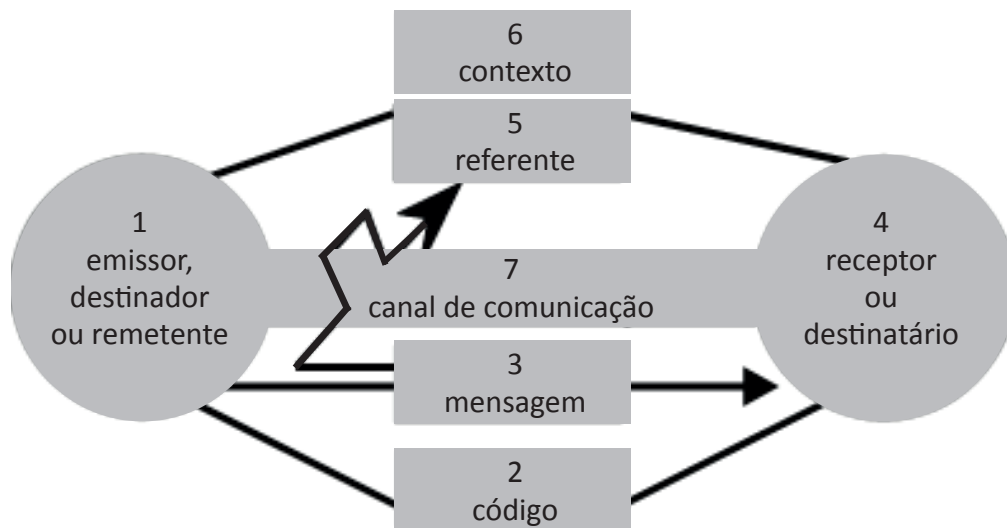 6
contexto
5
referente
1
emissor,
destinador
ou remetente
7
canal de comunicação
4
receptor
ou
destinatário
3
mensagem
2
código